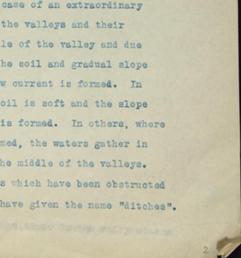 case of an extraordinary
the valleys and their
le of the valley and due
he soil and gradual slope
w current is formed. In
oil is soft and the slope
is formed. In others, where
med, the waters gather in
he middle of the valleys.
s which have been obstructed
have given the name "ditches".
2